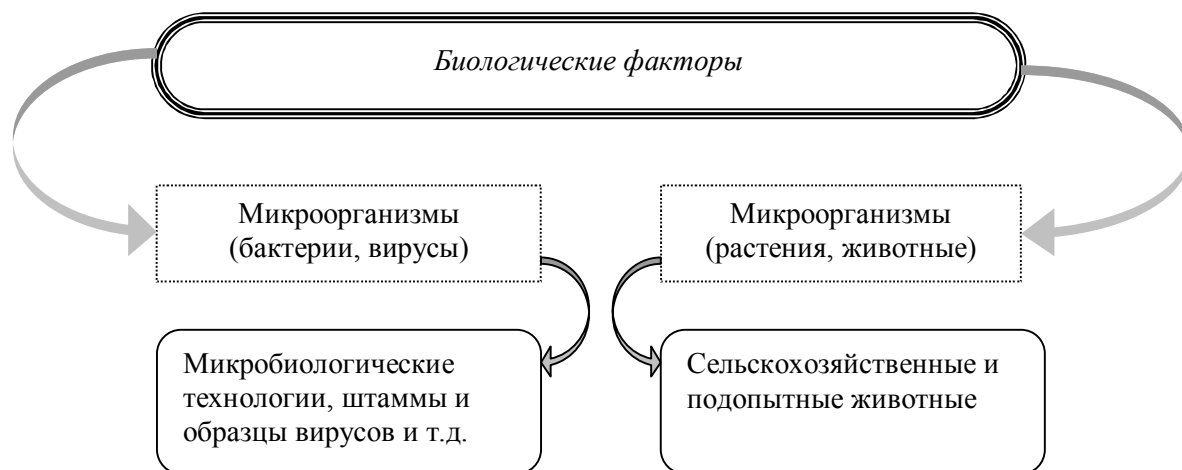 Биологические факторы
Микроорганизмы
(бактерии, вирусы)
Микроорганизмы
(растения, животные)
Микробиологические
технологии, штаммы и
образцы вирусов и т.д.
Сельскохозяйственные и
подопытные животные